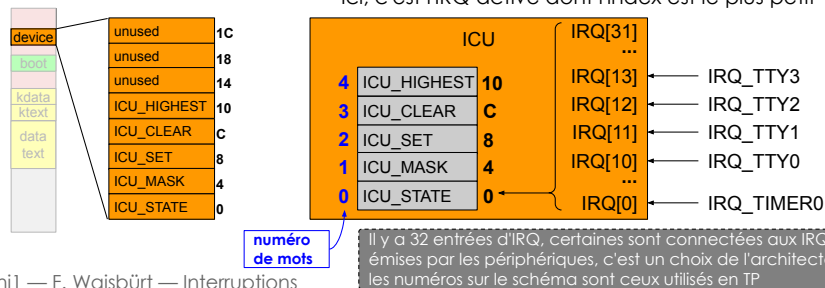 Ici, c'est l'IRQ active dont l'index est le plus petit
device
boot
kdata
ktext
data
text
unused 1C
unused 18
unused 14
ICU_HIGHEST 10
ICU_CLEAR C
ICU_SET 8
ICU_MASK 4
ICU_STATE 0
ICU
4 ICU_HIGHEST 10
3 ICU_CLEAR C
2 ICU_SET 8
1 ICU_MASK 4
0 ICU_STATE 0
IRQ[31]
...
IRQ[13] IRQ_TTY3
IRQ[12] IRQ_TTY2
IRQ[11] IRQ_TTY1
IRQ[10] IRQ_TTY0
...
IRQ[0] IRQ_TIMER0
numéro
de mots
Il y a 32 entrées d'IRQ, certaines sont connectées aux IRQ
émises par les périphériques, c'est un choix de l'architect
les numéros sur le schéma sont ceux utilisés en TP
— F. Wajsbürt — Interruptions